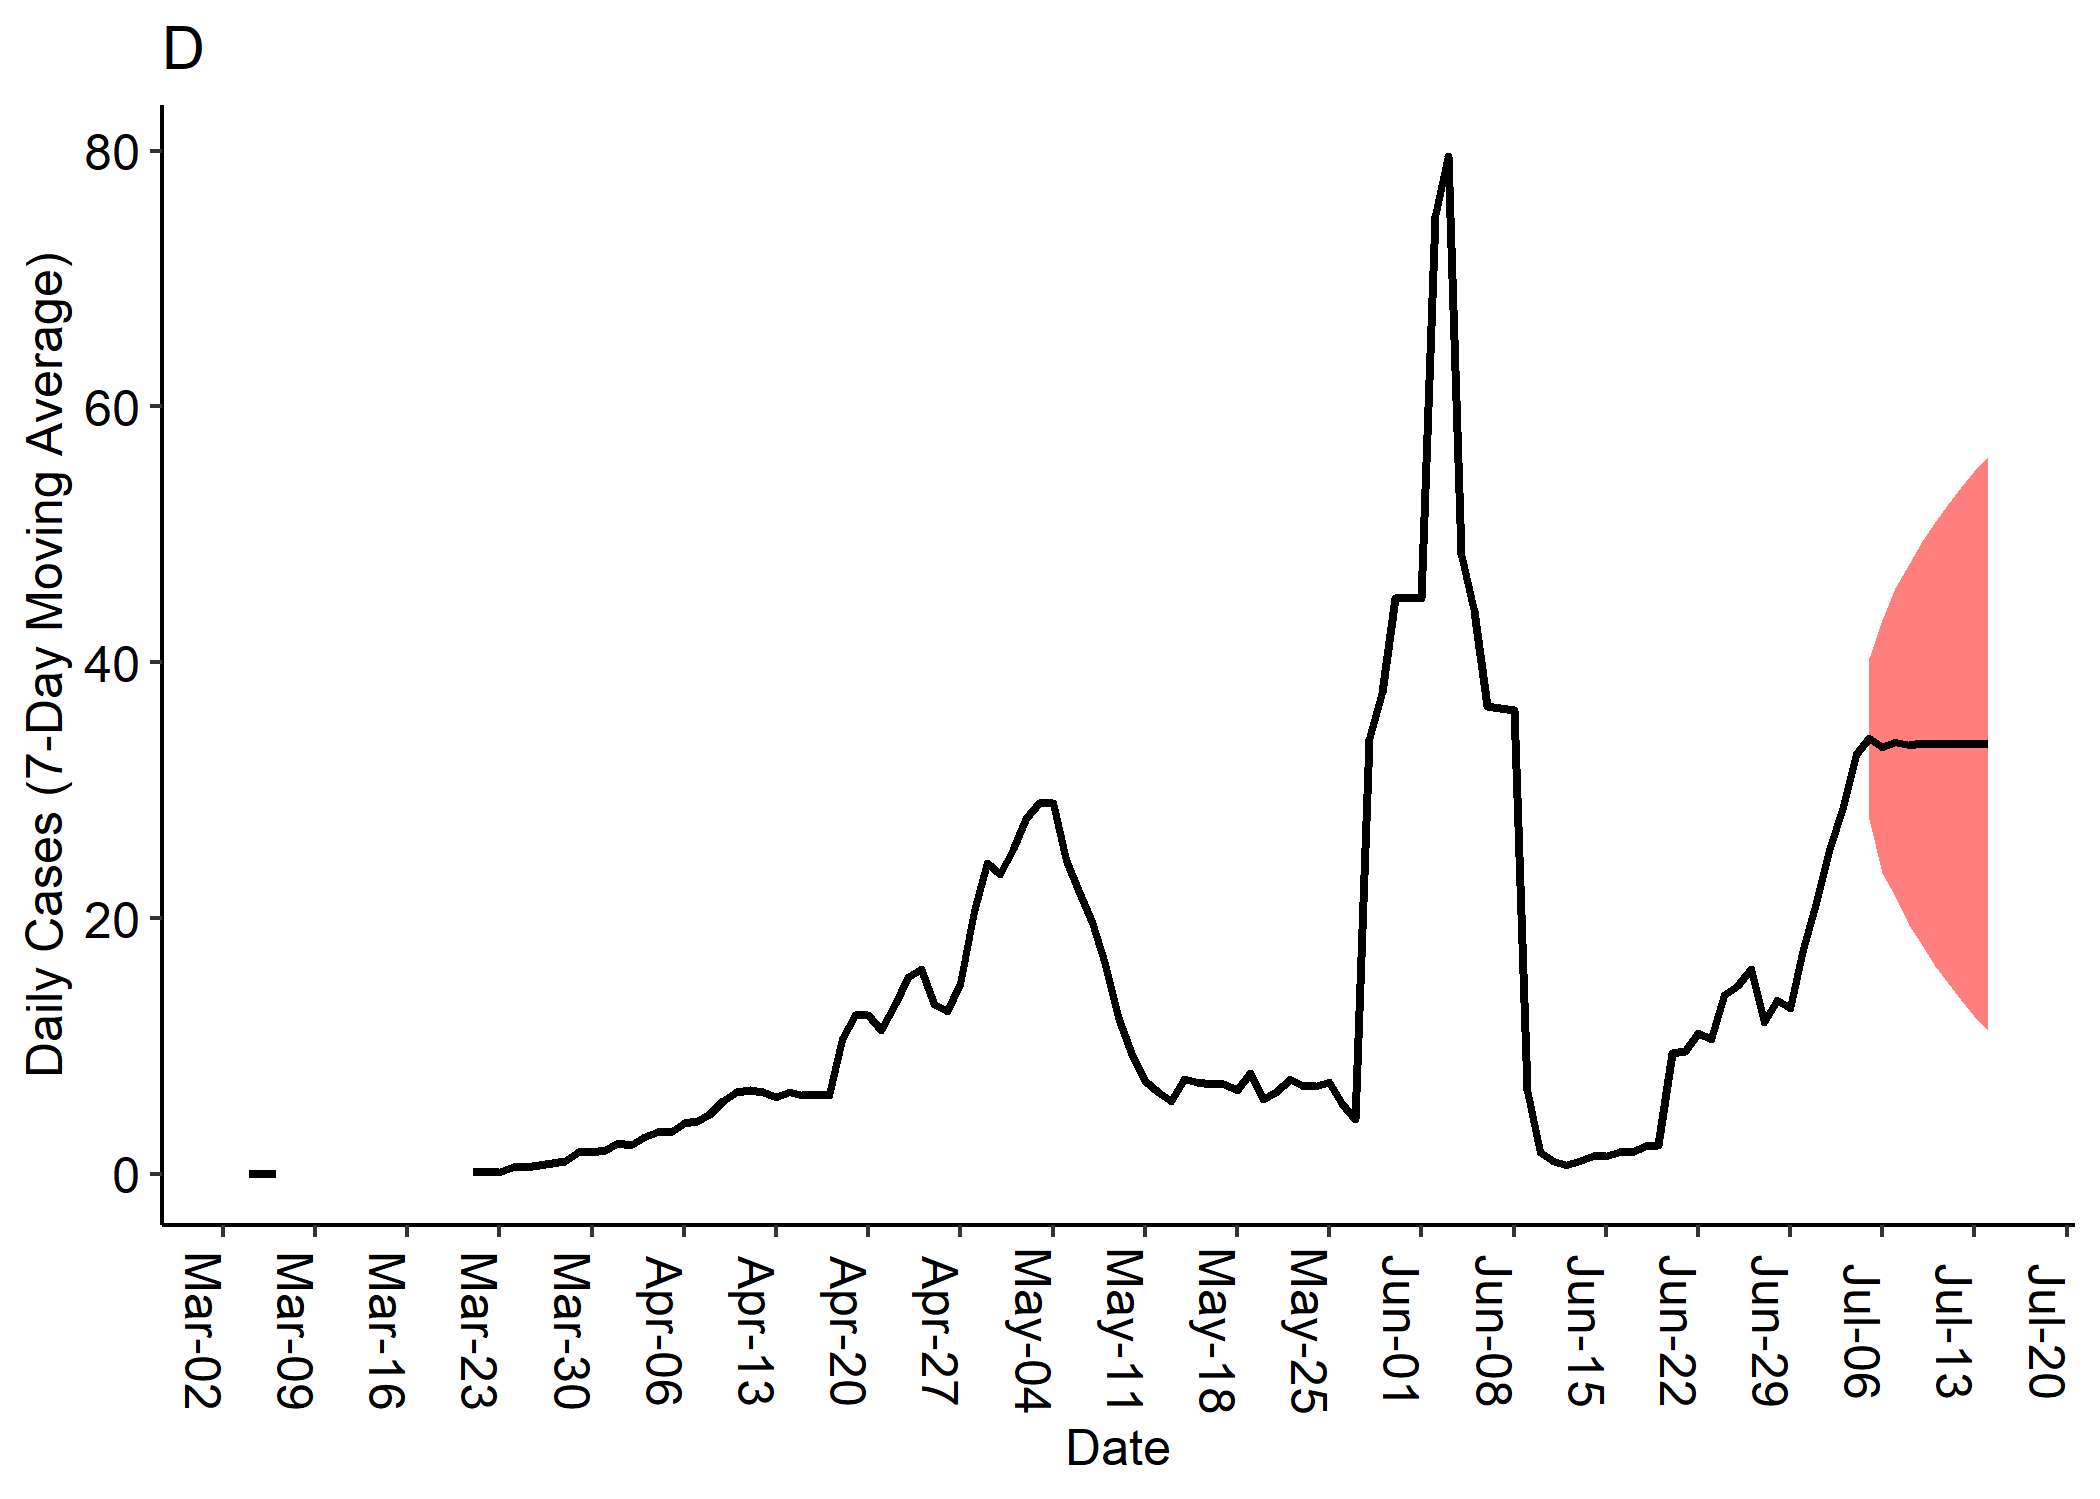 D
Daily Cases (7-Day Moving Average)
80
60
40
20
0
Mar-02
Mar-09
Mar-16
Mar-23
Mar-30
Apr-06
Apr-13
Apr-20
Apr-27
May-04
May-11
May-18
May-25
Jun-01
Jun-08
Jun-15
Jun-22
Jun-29
Jul-06
Jul-13
Jul-20
Date